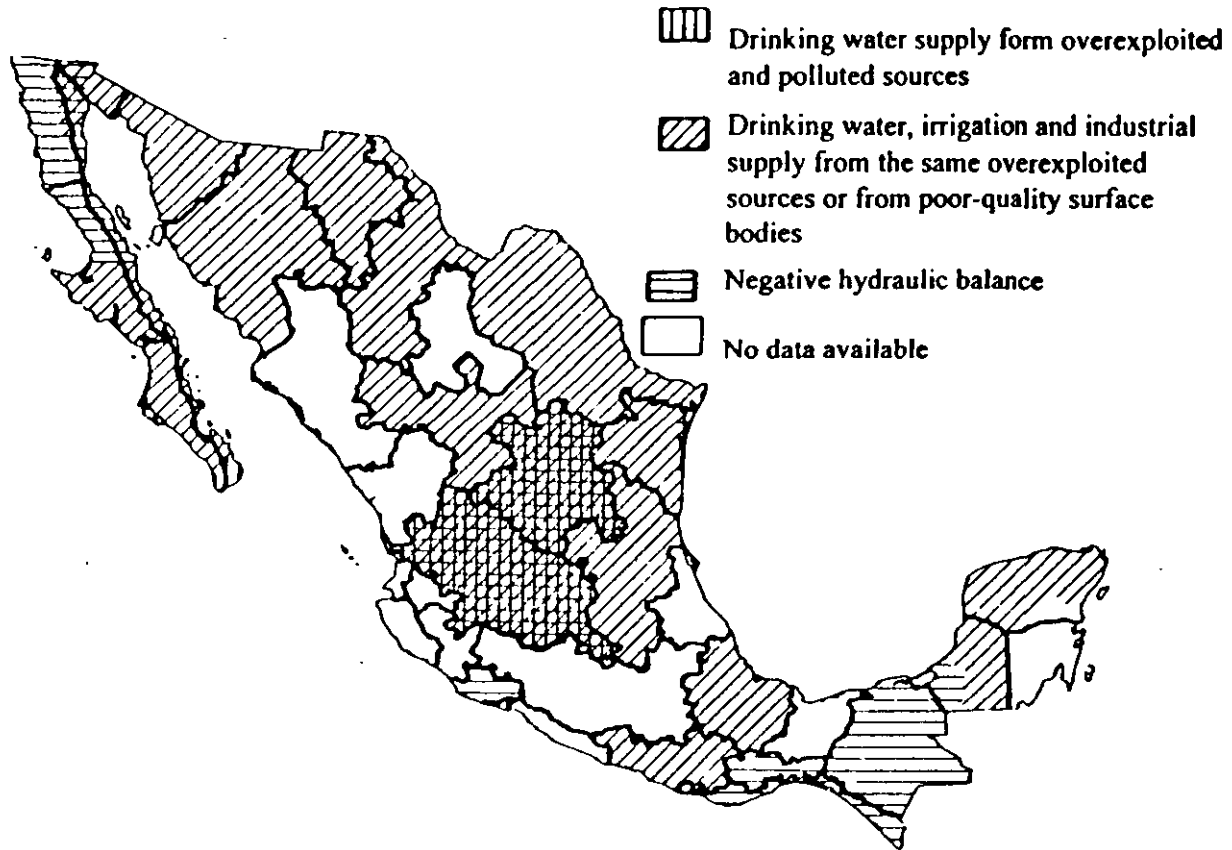 Drinking water supply form overexploited
and polluted sources
Drinking water, irrigation and industrial
supply from the same overexploited
sources or from poor-quality surface
bodies
Negative hydraulic balance
No data available